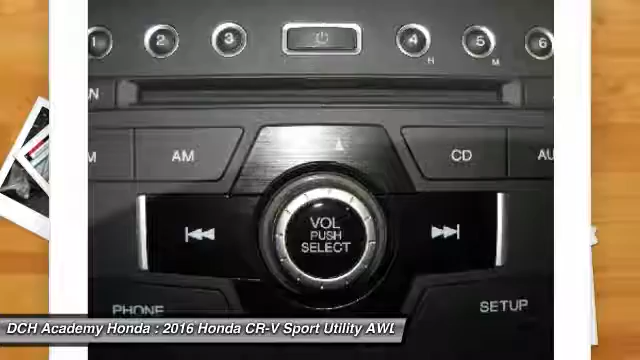 1 2 3 4 5 6
H M
AM CD
VOL
PUSH
SELECT
PHONE SETUP
DCH Academy Honda : 2016 Honda CR-V Sport Utility AWL